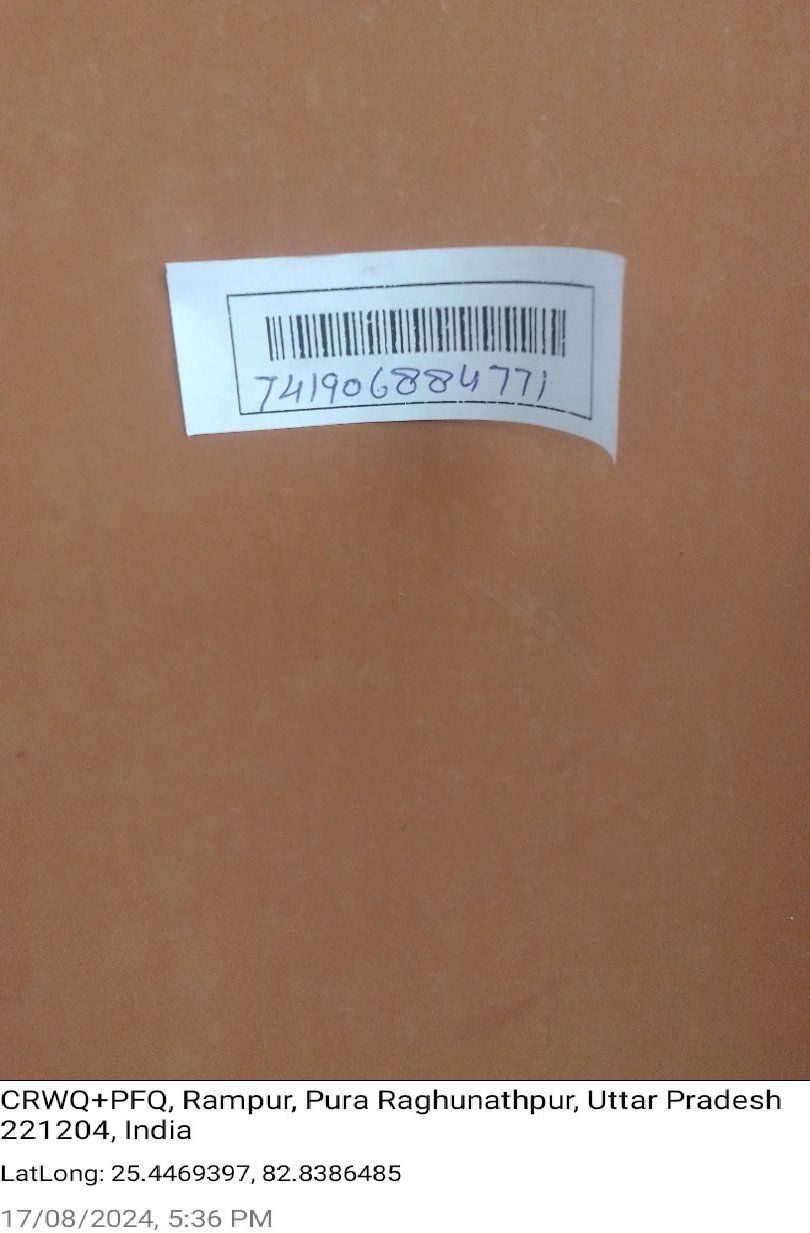 741906884771
CRWQ+PFQ, Rampur, Pura Raghunathpur, Uttar Pradesh
221204, India
LatLong: 25.4469397, 82.8386485
17/08/2024, 5:36 PM